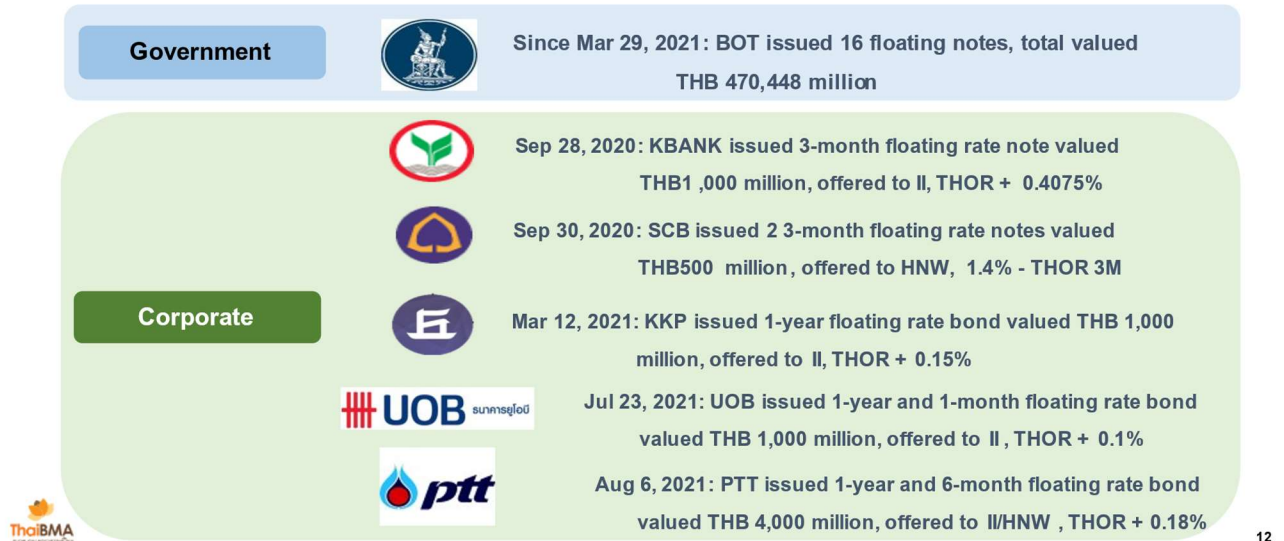 Government
Since Mar 29, 2021: BOT issued 16 floating notes, total valued
THB 470,448 million
Sep 28, 2020: KBANK issued 3-month floating rate note valued
THB1 ,000 million, offered to II, THOR + 0.4075%
Sep 30, 2020: SCB issued 2 3-month floating rate notes valued
THB500 million, offered to HNW, 1.4% - THOR 3M
Corporate
Mar 12, 2021: KKP issued 1-year floating rate bond valued THB 1,000
million, offered to II, THOR + 0.15%
UOB ธนาคารยูโอบี
Jul 23, 2021: UOB issued 1-year and 1-month floating rate bond
valued THB 1,000 million, offered to II , THOR + 0.1%
ptt
Aug 6, 2021: PTT issued 1-year and 6-month floating rate bond
valued THB 4,000 million, offered to II/HNW , THOR + 0.18%
ThaiBMA
12